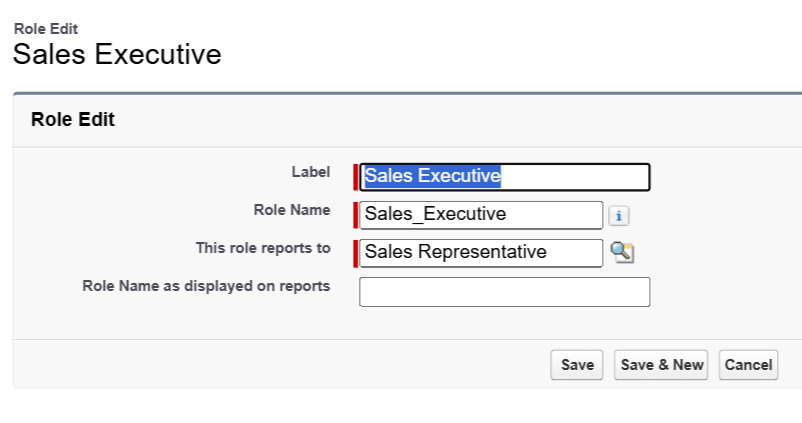 Role Edit
Sales Executive
Role Edit
Label Sales Executive
Role Name Sales_Executive i
This role reports to Sales Representative
Role Name as displayed on reports
Save Save & New Cancel